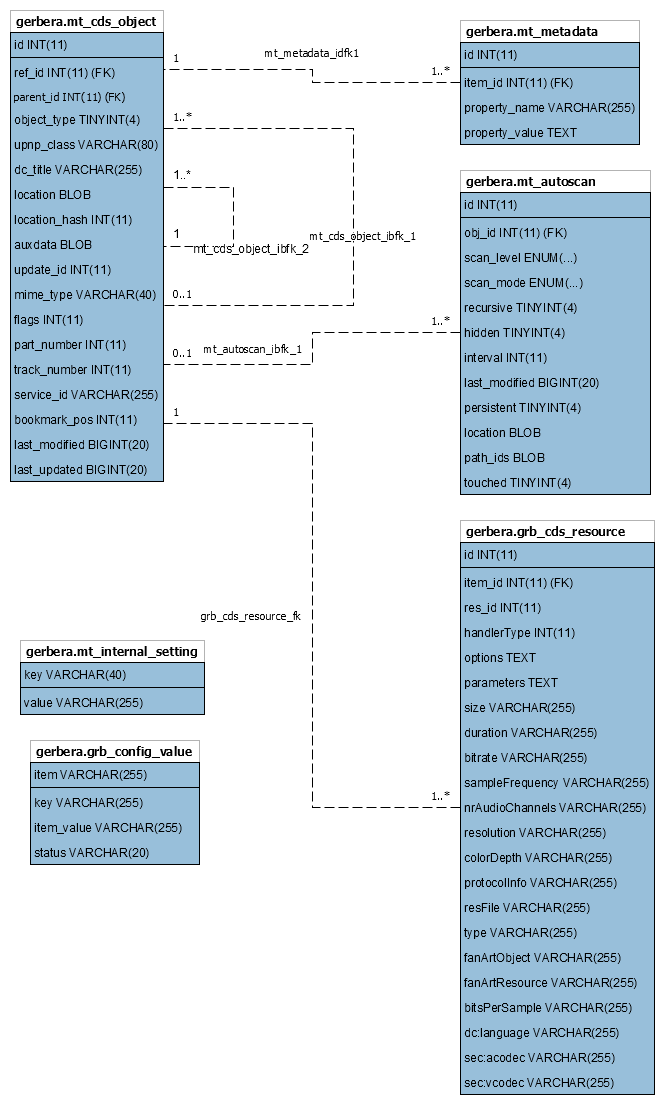 gerbera.mt_cds_object
id INT(11)
ref_id INT(11) (FK)
parent_id INT(11) (FK)
object_type TINYINT(4)
upnp_class VARCHAR(80)
dc_title VARCHAR(255)
location BLOB
location_hash INT(11)
auxdata BLOB
update_id INT(11)
mime_type VARCHAR(40)
flags INT(11)
part_number INT(11)
track_number INT(11)
service_id VARCHAR(255)
bookmark_pos INT(11)
last_modified BIGINT(20)
last_updated BIGINT(20)
1
mt_metadata_idfk1
1..*
1..*
1..*
1
mt_cds_object_ibfk_2
mt_cds_object_ibfk_1
0..1
1..*
mt_autoscan_ibfk_1
0..1
1
grb_cds_resource_fk
1..*
gerbera.mt_metadata
id INT(11)
item_id INT(11) (FK)
property_name VARCHAR(255)
property_value TEXT
gerbera.mt_autoscan
id INT(11)
obj_id INT(11) (FK)
scan_level ENUM(...)
scan_mode ENUM(...)
recursive TINYINT(4)
hidden TINYINT(4)
interval INT(11)
last_modified BIGINT(20)
persistent TINYINT(4)
location BLOB
path_ids BLOB
touched TINYINT(4)
gerbera.grb_cds_resource
id INT(11)
item_id INT(11) (FK)
res_id INT(11)
handlerType INT(11)
options TEXT
parameters TEXT
size VARCHAR(255)
duration VARCHAR(255)
bitrate VARCHAR(255)
sampleFrequency VARCHAR(255)
nrAudioChannels VARCHAR(255)
resolution VARCHAR(255)
colorDepth VARCHAR(255)
protocolInfo VARCHAR(255)
resFile VARCHAR(255)
type VARCHAR(255)
fanArtObject VARCHAR(255)
fanArtResource VARCHAR(255)
bitsPerSample VARCHAR(255)
dc:language VARCHAR(255)
sec:acodec VARCHAR(255)
sec:vcodec VARCHAR(255)
gerbera.mt_internal_setting
key VARCHAR(40)
value VARCHAR(255)
gerbera.grb_config_value
item VARCHAR(255)
key VARCHAR(255)
item_value VARCHAR(255)
status VARCHAR(20)